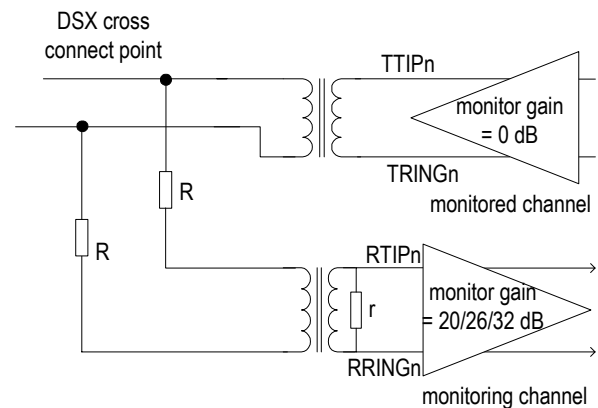 DSX cross
connect point
TTIPn
monitor gain
= 0 dB
TRINGn
monitored channel
R
R
RTIPn
monitor gain
= 20/26/32 dB
r
RRINGn
monitoring channel